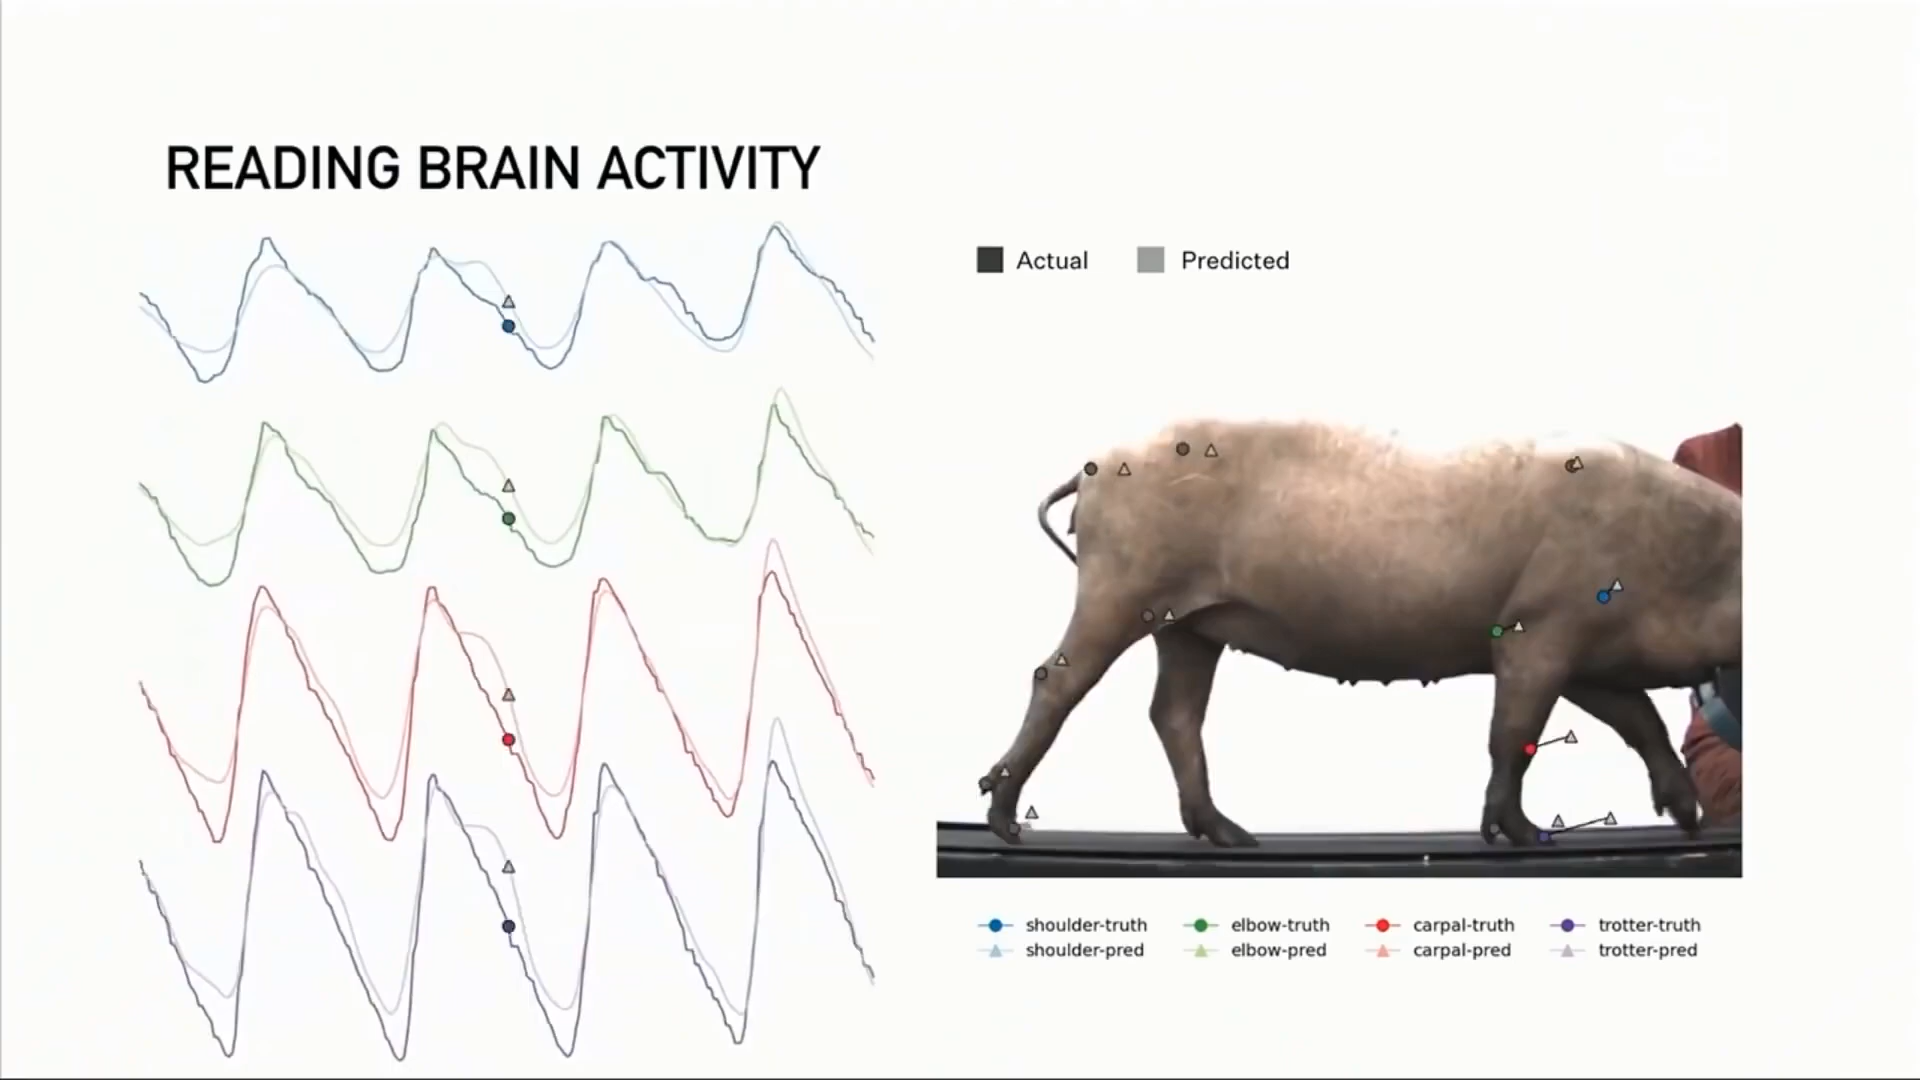 READING BRAIN ACTIVITY
Actual Predicted
shoulder-truth elbow-truth carpal-truth trotter-truth
shoulder-pred elbow-pred carpal-pred trotter-pred